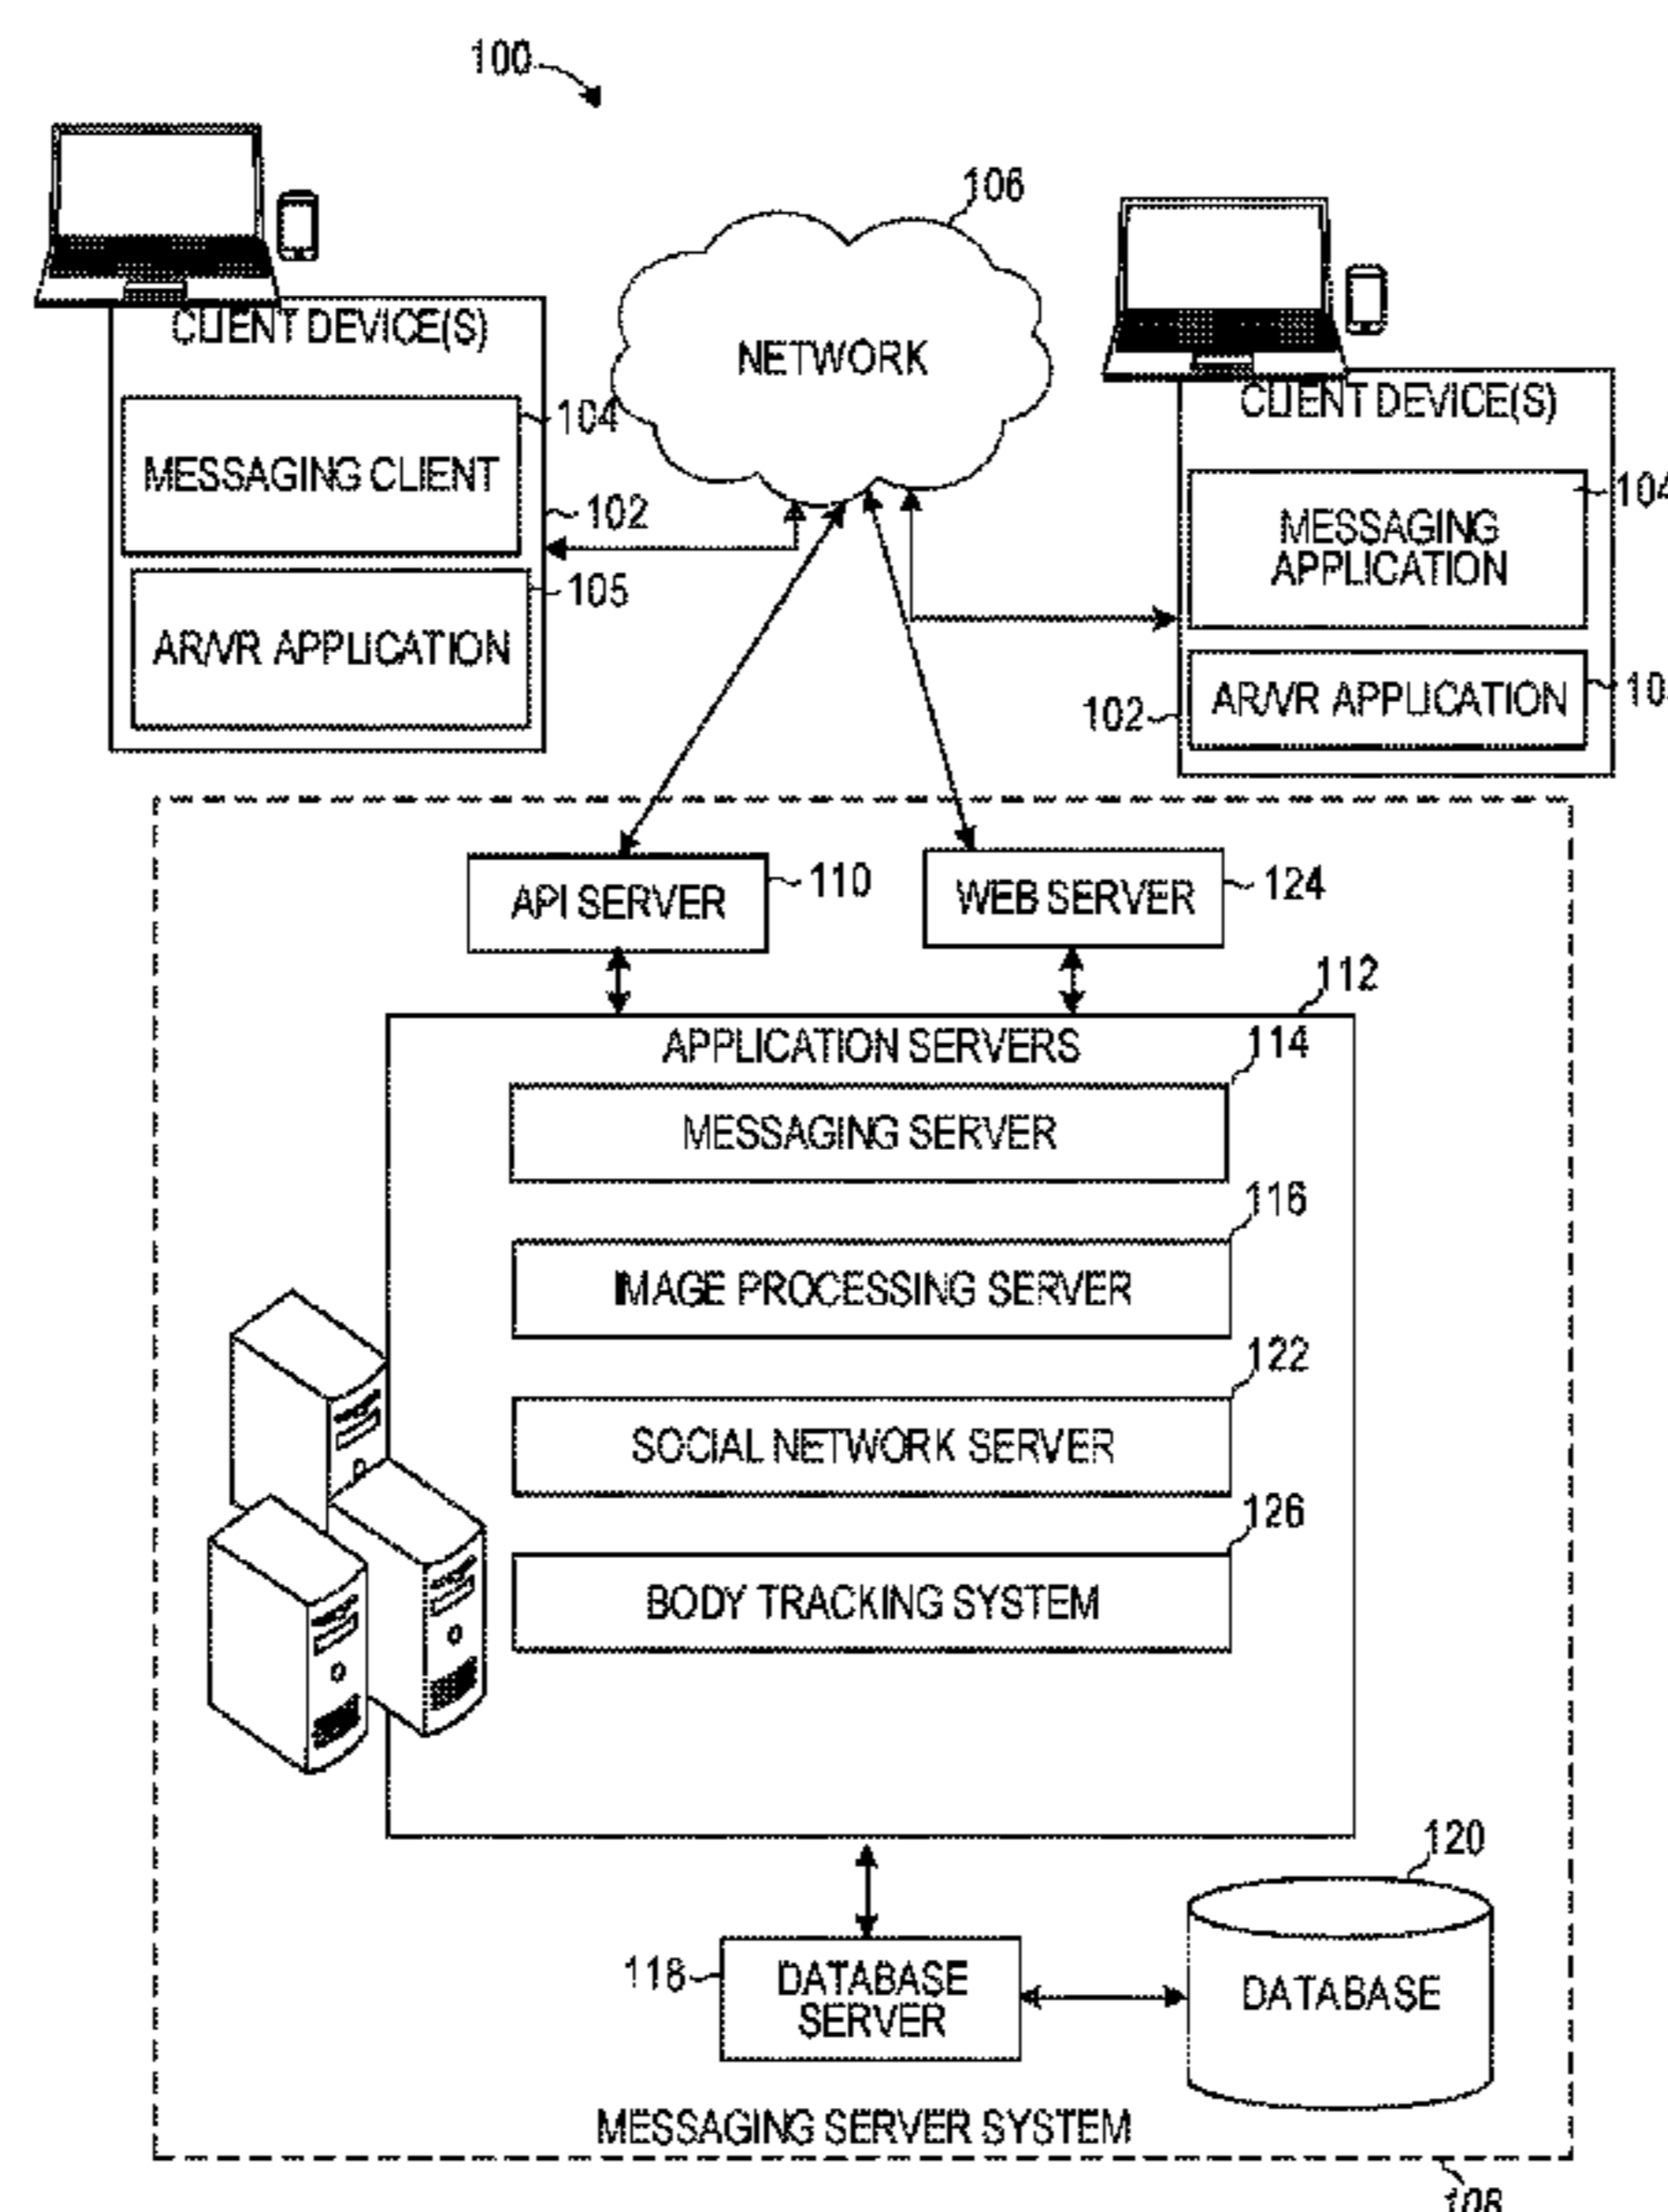 100
106
NETWORK
CLIENT DEVICE(S)
104
MESSAGING CLIENT
102
105
AR/VR APPLICATION
CLIENT DEVICE(S)
104
MESSAGING
APPLICATION
102
AR/VR APPLICATION
API SERVER
110
WEB SERVER
124
112
APPLICATION SERVERS
114
MESSAGING SERVER
116
IMAGE PROCESSING SERVER
122
SOCIAL NETWORK SERVER
126
BODY TRACKING SYSTEM
118
DATABASE
SERVER
120
DATABASE
MESSAGING SERVER SYSTEM
108